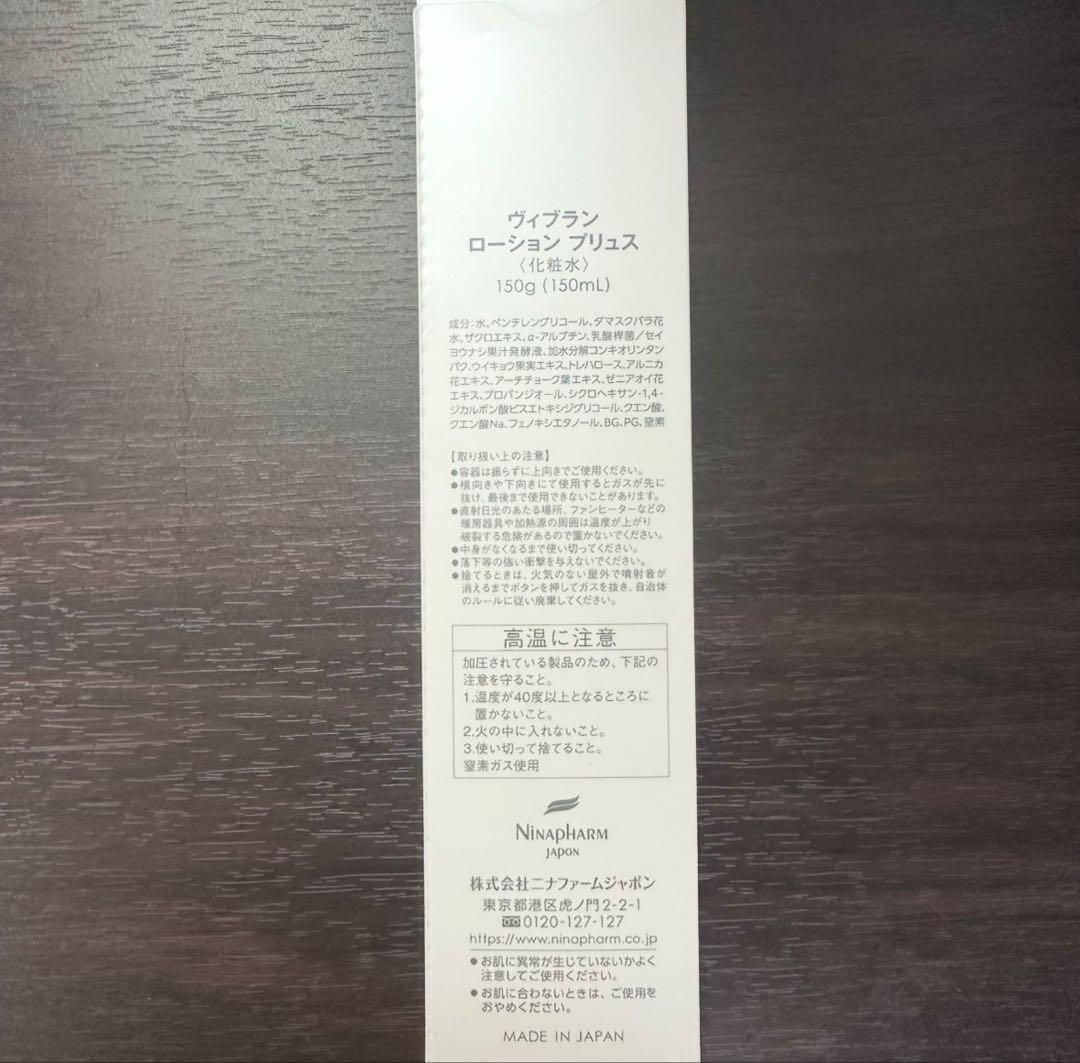 ヴィブラン
ローション プリュス
〈化粧水〉
150g (150mL)
成分：水、ペンチレングリコール、ダマスクバラ花
水、ザクロエキス、α-アルブチン、乳酸桿菌／セイ
ヨウナシ果汁発酵液、加水分解コンキオリンタン
パク、ウイキョウ果実エキス、トレハロース、アルニカ
花エキス、アーチチョーク葉エキス、ゼニアオイ花
エキス、プロパンジオール、シクロヘキサン-1,4-
ジカルボン酸ビスエトキシジグリコール、クエン酸、
クエン酸Na、フェノキシエタノール、BG、PG、窒素
【取り扱い上の注意】
●容器は振らずに上向きでご使用ください。
●横向きや下向きにて使用するとガスが先に
抜け、最後まで使用できないことがあります。
●直射日光のあたる場所、ファンヒーターなどの
暖房器具や加熱源の周囲は温度が上がり
破裂する危険があるので置かないでください。
●中身がなくなるまで使い切ってください。
●落下等の強い衝撃を与えないでください。
●捨てるときは、火気のない屋外で噴射音が
消えるまでボタンを押してガスを抜き、自治体
のルールに従い廃棄してください。
高温に注意
加圧されている製品のため、下記の
注意を守ること。
1.温度が40度以上となるところに
置かないこと。
2.火の中に入れないこと。
3.使い切って捨てること。
窒素ガス使用
NINAPHARM
JAPON
株式会社ニナファームジャポン
東京都港区虎ノ門2-2-1
0120-127-127
https://www.ninapharm.co.jp
●お肌に異常が生じていないかよく
注意してご使用ください。
●お肌に合わないときは、ご使用を
おやめください。
MADE IN JAPAN